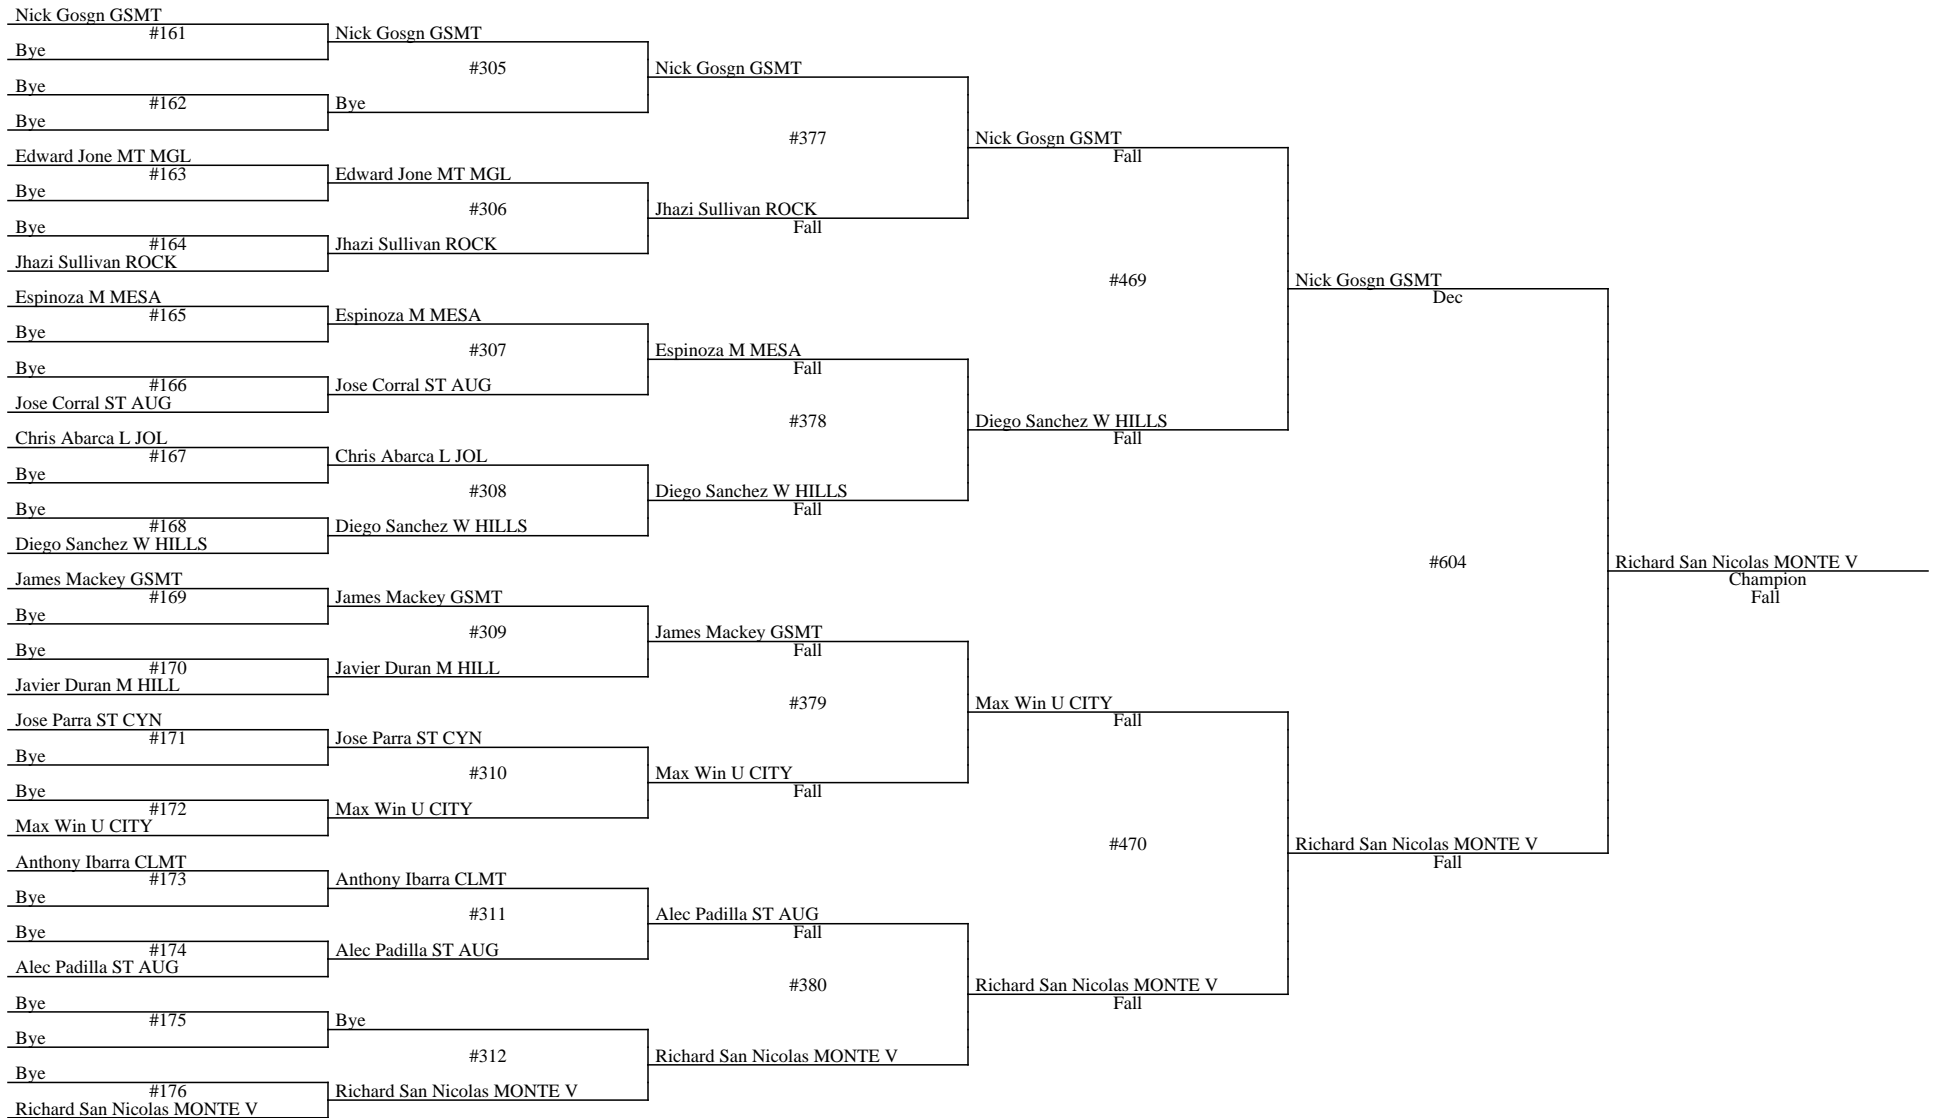 Nick Gosgn GSMT
#161
Bye
Bye
#162
Bye
Edward Jone MT MGL
#163
Bye
Bye
#164
Jhazi Sullivan ROCK
Espinoza M MESA
#165
Bye
Bye
#166
Jose Corral ST AUG
Chris Abarca L JOL
#167
Bye
Bye
#168
Diego Sanchez W HILLS
James Mackey GSMT
#169
Bye
Bye
#170
Javier Duran M HILL
Jose Parra ST CYN
#171
Bye
Bye
#172
Max Win U CITY
Anthony Ibarra CLMT
#173
Bye
Bye
#174
Alec Padilla ST AUG
Bye
#175
Bye
Bye
#176
Richard San Nicolas MONTE V
Nick Gosgn GSMT
#305
Bye
Edward Jone MT MGL
#306
Jhazi Sullivan ROCK
Espinoza M MESA
#307
Jose Corral ST AUG
Chris Abarca L JOL
#308
Diego Sanchez W HILLS
James Mackey GSMT
#309
Javier Duran M HILL
Jose Parra ST CYN
#310
Max Win U CITY
Anthony Ibarra CLMT
#311
Alec Padilla ST AUG
Bye
#312
Richard San Nicolas MONTE V
Nick Gosgn GSMT
#377
Jhazi Sullivan ROCK
Fall
Espinoza M MESA
Fall
#378
Diego Sanchez W HILLS
Fall
James Mackey GSMT
Fall
#379
Max Win U CITY
Fall
Alec Padilla ST AUG
Fall
#380
Richard San Nicolas MONTE V
Nick Gosgn GSMT
Fall
#469
Diego Sanchez W HILLS
Fall
Max Win U CITY
Fall
#470
Richard San Nicolas MONTE V
Fall
Nick Gosgn GSMT
Dec
#604
Richard San Nicolas MONTE V
Fall
Richard San Nicolas MONTE V
Champion
Fall